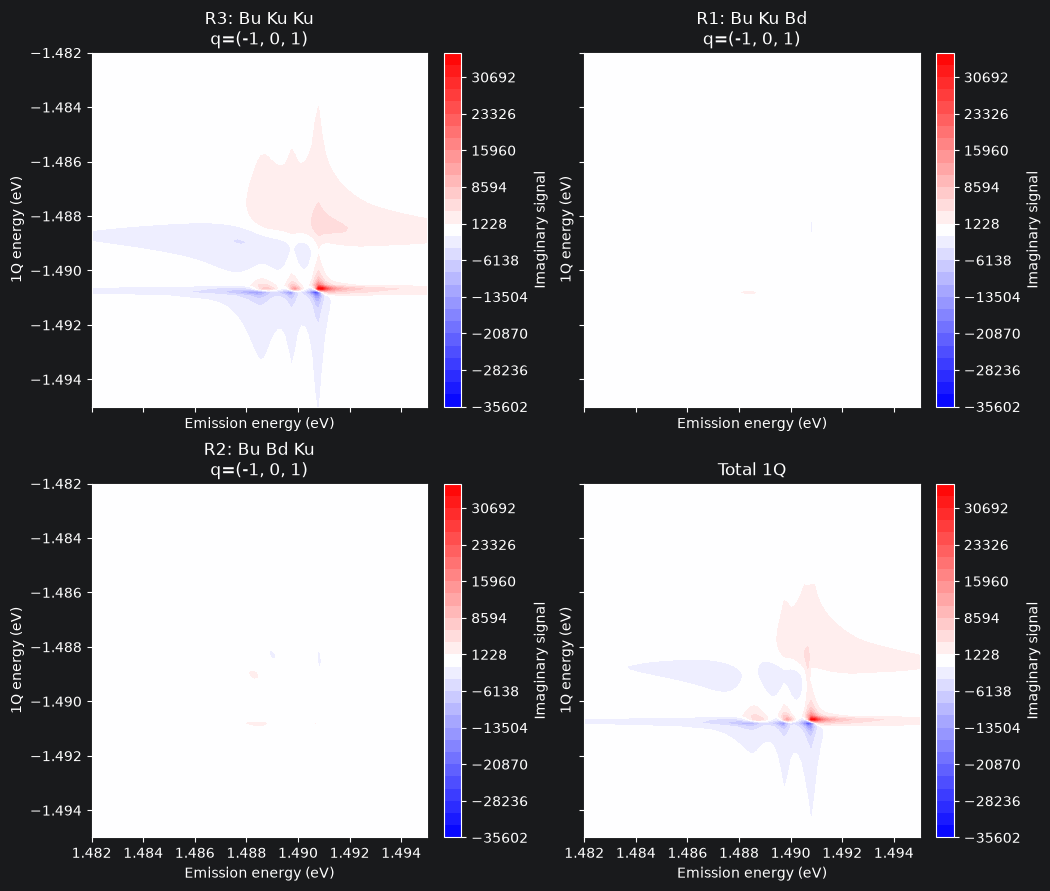 R3: Bu Ku Ku
q=(-1, 0, 1)
−1.482
−1.484
−1.486
−1.488
−1.490
−1.492
−1.494
1Q energy (eV)
Emission energy (eV)
30692
23326
15960
8594
1228
−6138
−13504
−20870
−28236
−35602
Imaginary signal
R1: Bu Ku Bd
q=(-1, 0, 1)
1Q energy (eV)
Emission energy (eV)
30692
23326
15960
8594
1228
−6138
−13504
−20870
−28236
−35602
Imaginary signal
R2: Bu Bd Ku
q=(-1, 0, 1)
−1.482
−1.484
−1.486
−1.488
−1.490
−1.492
−1.494
1Q energy (eV)
1.482 1.484 1.486 1.488 1.490 1.492 1.494
Emission energy (eV)
30692
23326
15960
8594
1228
−6138
−13504
−20870
−28236
−35602
Imaginary signal
Total 1Q
1Q energy (eV)
1.482 1.484 1.486 1.488 1.490 1.492 1.494
Emission energy (eV)
30692
23326
15960
8594
1228
−6138
−13504
−20870
−28236
−35602
Imaginary signal